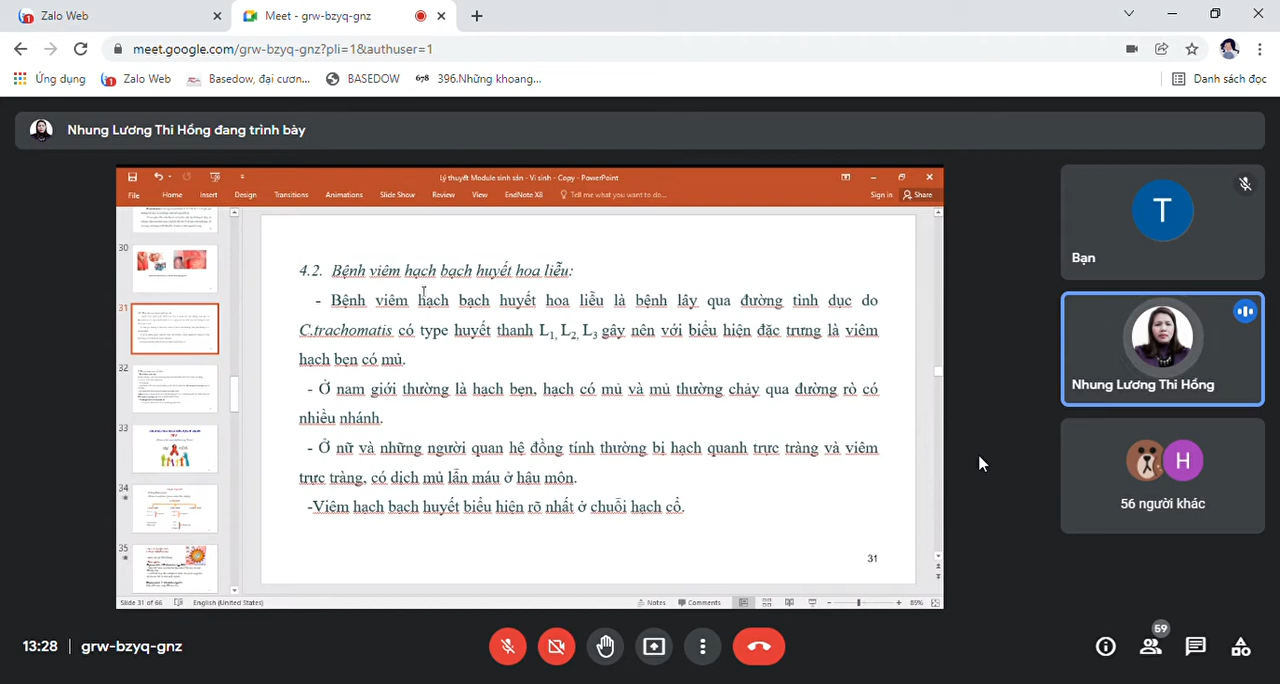 Zalo Web
Meet - grw-bzyq-gnz
meet.google.com/grw-bzyq-gnz?pli=1&authuser=1
Ứng dụng
Zalo Web
Basedow, đại cươn...
BASEDOW
678 396.Những khoang...
Danh sách đọc
Nhung Lương Thi Hồng đang trình bày
Lý thuyết Module sinh sản - Vi sinh - Copy - PowerPoint
File Home Insert Design Transitions Animations Slide Show Review View EndNote X8 Tell me what you want to do... Sign in Share
30
31
32
33
34
35
4.2. Bệnh viêm hạch bạch huyết hoa liễu:
- Bệnh viêm hạch bạch huyết hoa liễu là bệnh lây qua đường tình dục do
C.trachomatis có type huyết thanh L1, L2, L3 gây nên với biểu hiện đặc trưng là viêm
hạch bẹn có mủ.
- Ở nam giới thường là hạch bẹn, hạch có mủ và mủ thường chảy qua đường rò có
nhiều nhánh.
- Ở nữ và những người quan hệ đồng tính thường bị hạch quanh trực tràng và viêm
trực tràng, có dịch mủ lẫn máu ở hậu môn.
-Viêm hạch bạch huyết biểu hiện rõ nhất ở chuỗi hạch cổ.
31
Slide 31 of 66 English (United States) Notes Comments 85%
T
Bạn
Nhung Lương Thi Hồng
H
56 người khác
13:28 | grw-bzyq-gnz
59